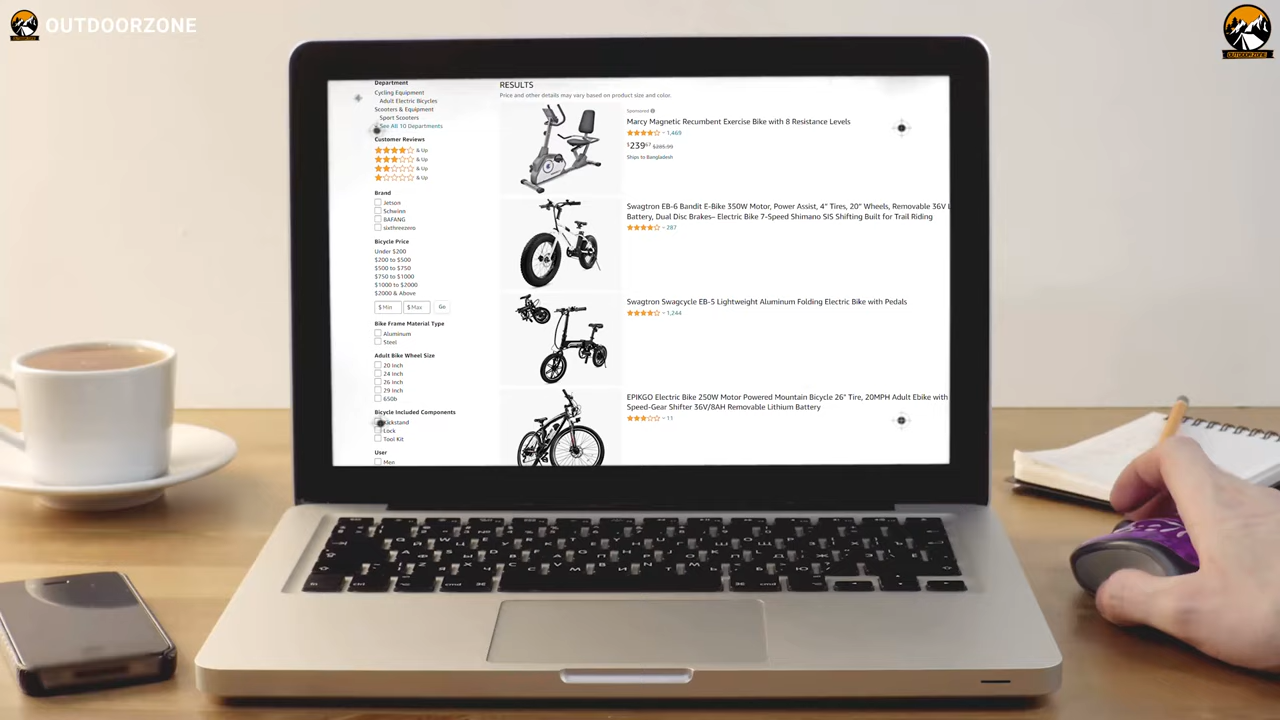 OUTDOORZONE
OUTDOORZONE
Department
Cycling Equipment
Adult Electric Bicycles
Scooters & Equipment
Sport Scooters
See All 10 Departments
Customer Reviews
& Up
& Up
& Up
& Up
Brand
Jetson
Schwinn
BAFANG
sixthreezero
Bicycle Price
Under $200
$200 to $500
$500 to $750
$750 to $1000
$1000 to $2000
$2000 & Above
$ Min $ Max Go
Bike Frame Material Type
Aluminum
Steel
Adult Bike Wheel Size
20 Inch
24 Inch
26 Inch
29 Inch
650b
Bicycle Included Components
Kickstand
Lock
Tool Kit
User
Men
RESULTS
Price and other details may vary based on product size and color.
Sponsored
Marcy Magnetic Recumbent Exercise Bike with 8 Resistance Levels
~ 1,469
$239 67 $285.99
Ships to Bangladesh
Swagtron EB-6 Bandit E-Bike 350W Motor, Power Assist, 4" Tires, 20" Wheels, Removable 36V L
Battery, Dual Disc Brakes– Electric Bike 7-Speed Shimano SIS Shifting Built for Trail Riding
~ 287
Swagtron Swagcycle EB-5 Lightweight Aluminum Folding Electric Bike with Pedals
~ 1,244
EPIKGO Electric Bike 250W Motor Powered Mountain Bicycle 26" Tire, 20MPH Adult Ebike with
Speed-Gear Shifter 36V/8AH Removable Lithium Battery
~ 11